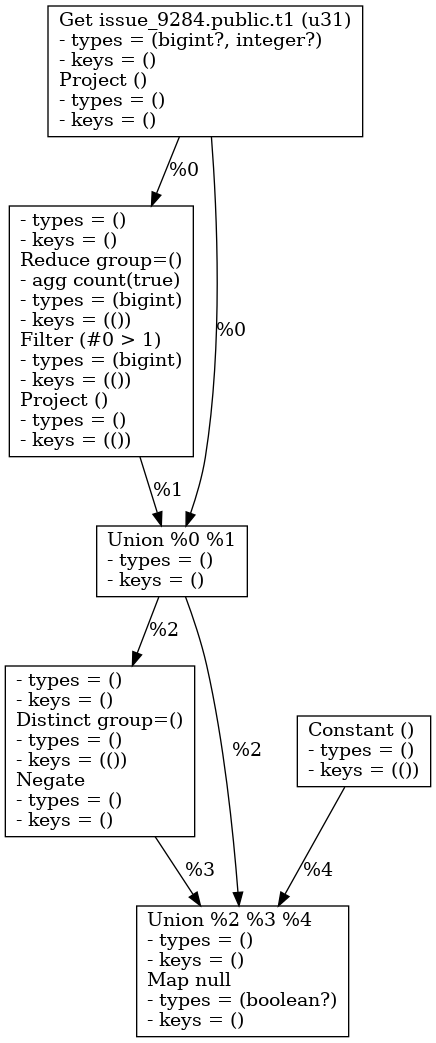 Get issue_9284.public.t1 (u31)
- types = (bigint?, integer?)
- keys = ()
Project ()
- types = ()
- keys = ()
%0
- types = ()
- keys = ()
Reduce group=()
- agg count(true)
- types = (bigint)
- keys = (())
Filter (#0 > 1)
- types = (bigint)
- keys = (())
Project ()
- types = ()
- keys = (())
%0
%1
Union %0 %1
- types = ()
- keys = ()
%2
- types = ()
- keys = ()
Distinct group=()
- types = ()
- keys = (())
Negate
- types = ()
- keys = ()
%2
Constant ()
- types = ()
- keys = (())
%3
%4
Union %2 %3 %4
- types = ()
- keys = ()
Map null
- types = (boolean?)
- keys = ()